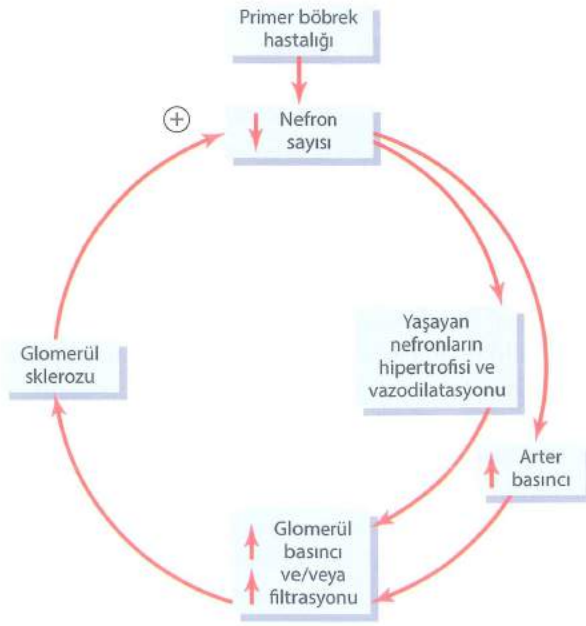 Primer böbrek
hastalığı
+
Nefron
sayısı
Yaşayan
nefronların
hipertrofisi ve
vazodilatasyonu
Glomerül
sklerozu
Arter
basıncı
Glomerül
basıncı
ve/veya
filtrasyonu